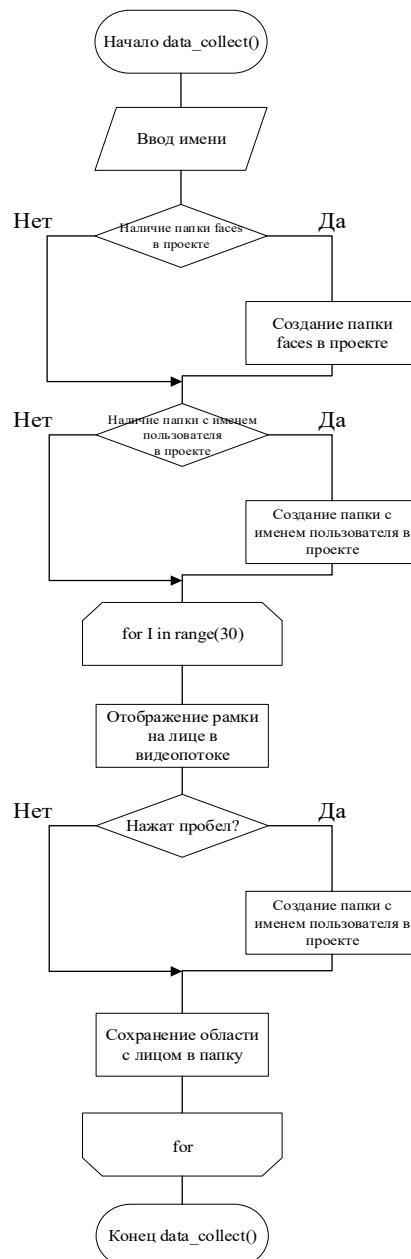 Начало data_collect()
Ввод имени
Нет
Да
Наличие папки faces
в проекте
Создание папки
faces в проекте
Нет
Да
Наличие папки с именем
пользователя
в проекте
Создание папки с
именем пользователя в
проекте
for I in range(30)
Отображение рамки
на лице в
видеопотоке
Нет
Да
Нажат пробел?
Создание папки с
именем пользователя в
проекте
Сохранение области
с лицом в папку
for
Конец data_collect()